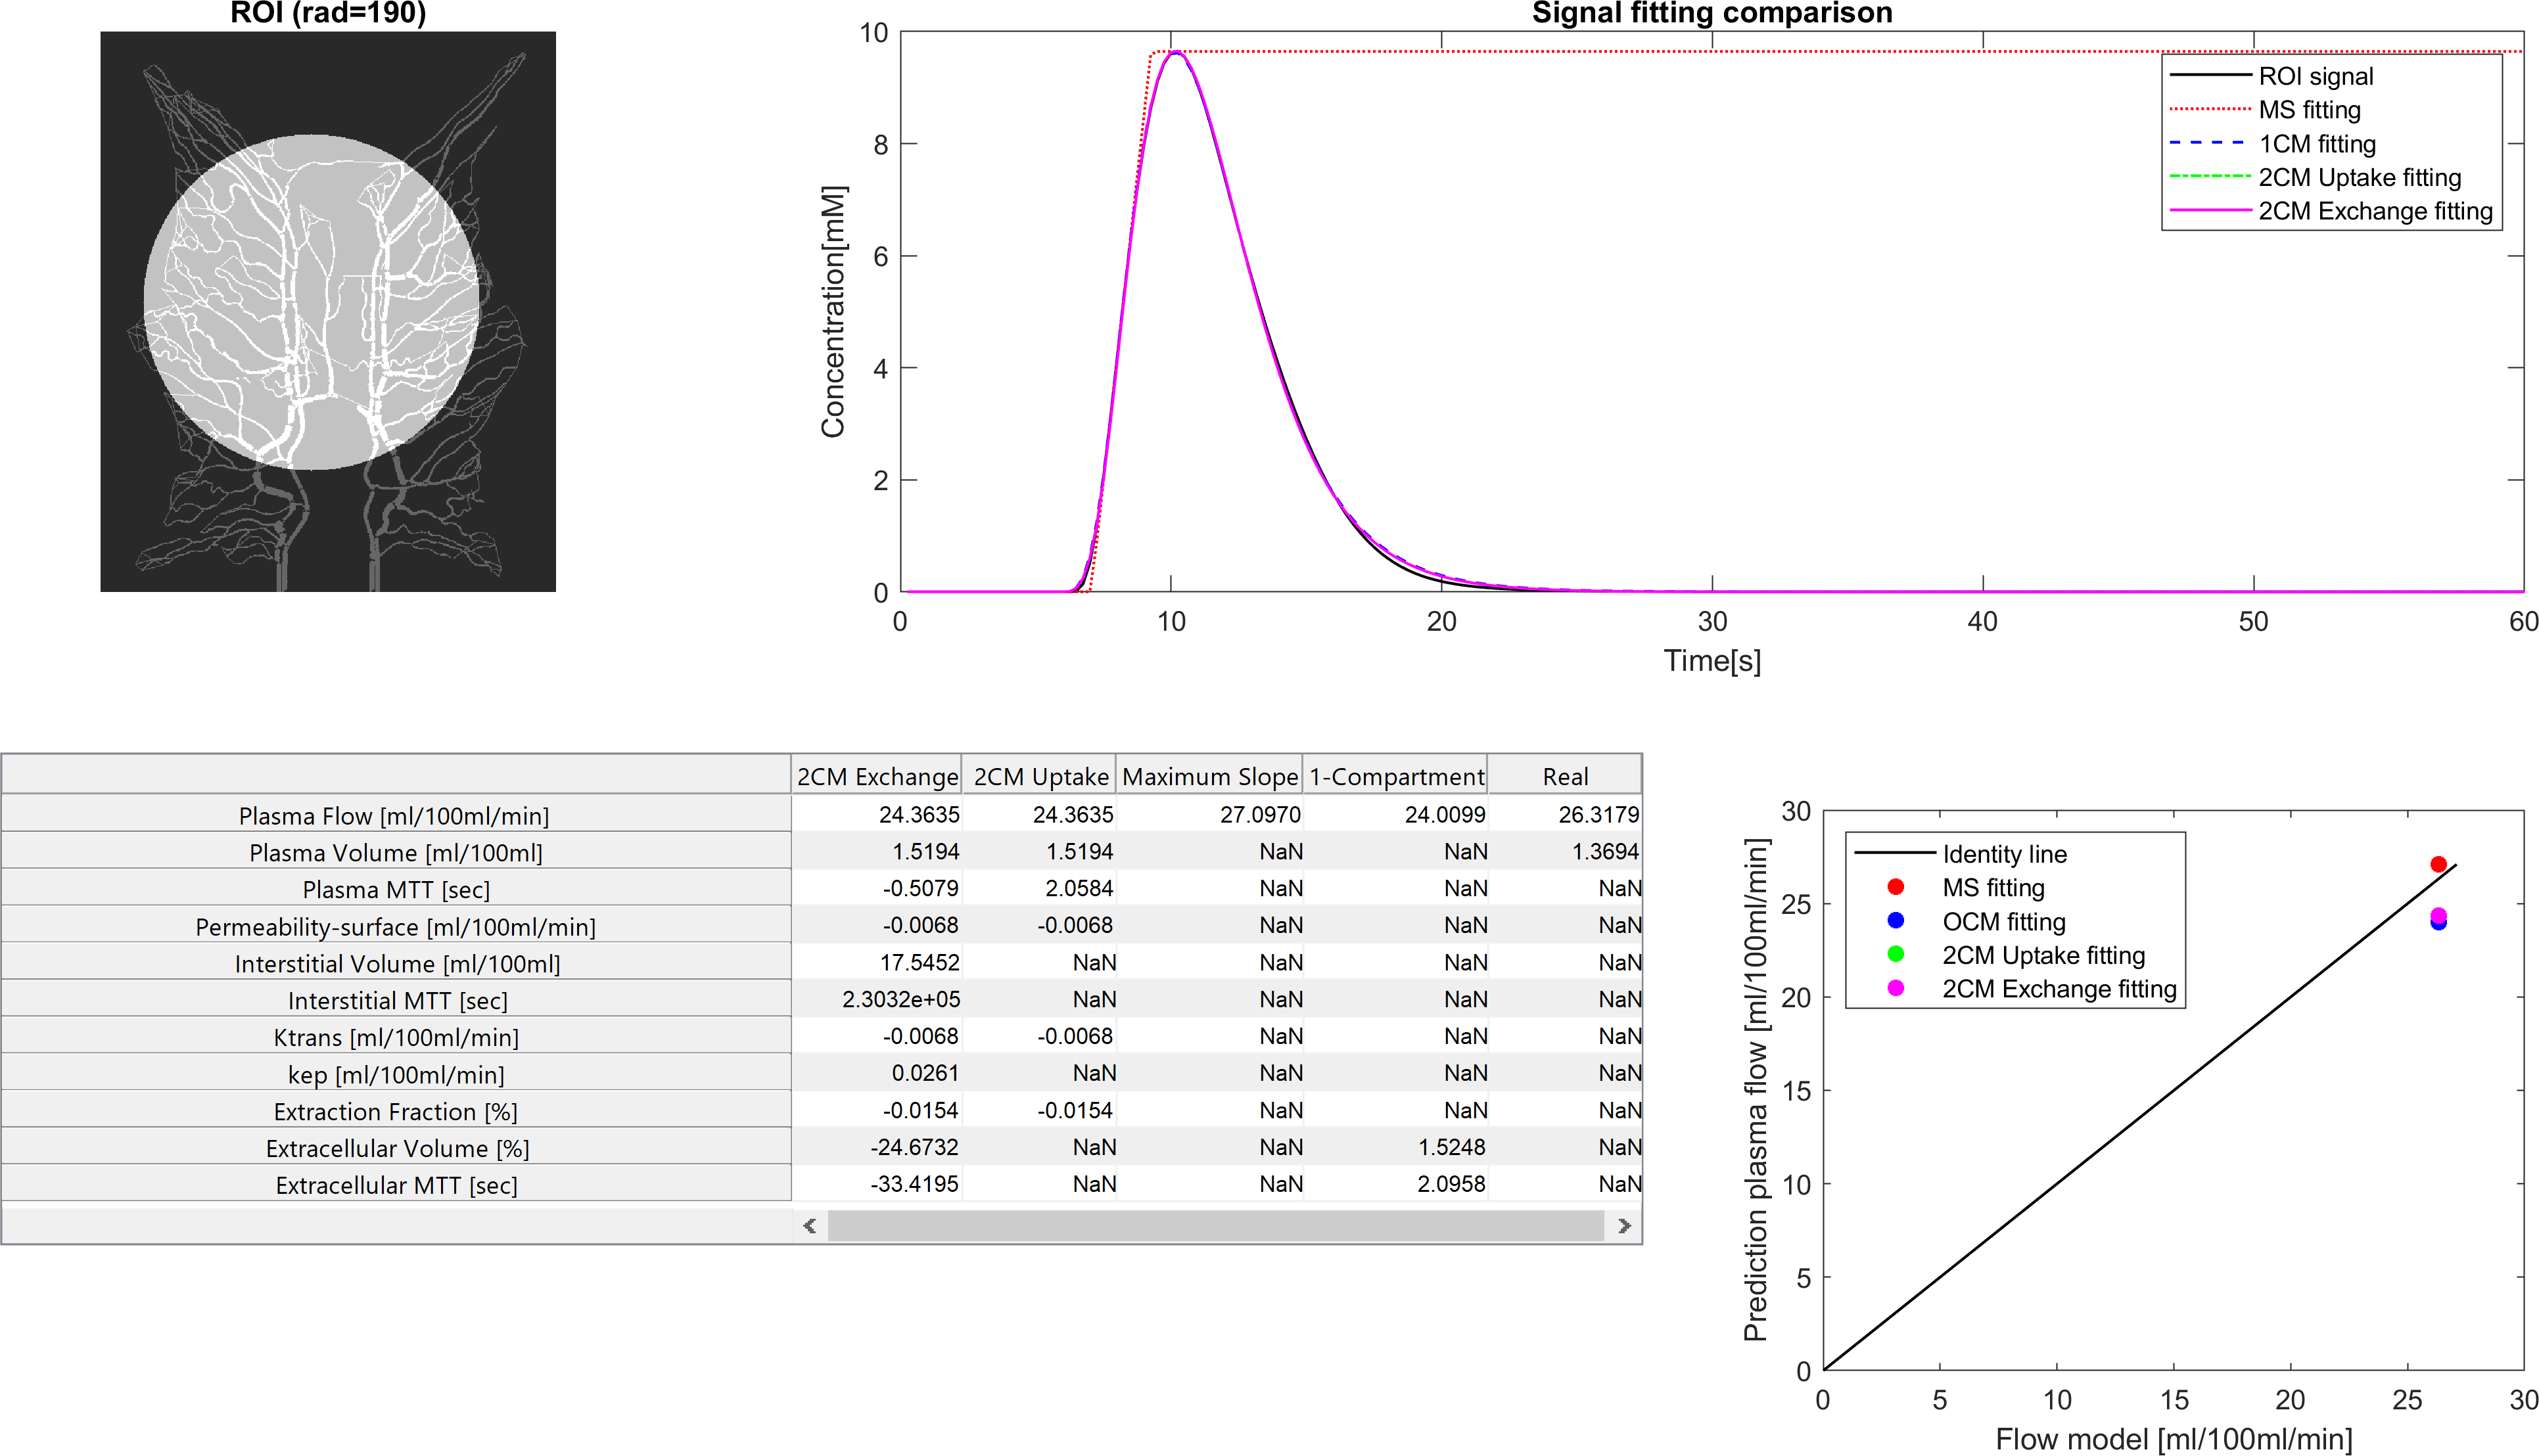 ROI (rad=190)
Signal fitting comparison
10
8
6
4
2
0
Concentration[mM]
0 10 20 30 40 50 60
Time[s]
ROI signal
MS fitting
1CM fitting
2CM Uptake fitting
2CM Exchange fitting
2CM Exchange 2CM Uptake Maximum Slope 1-Compartment Real
Plasma Flow [ml/100ml/min] 24.3635 24.3635 27.0970 24.0099 26.3179
Plasma Volume [ml/100ml] 1.5194 1.5194 NaN NaN 1.3694
Plasma MTT [sec] -0.5079 2.0584 NaN NaN NaN
Permeability-surface [ml/100ml/min] -0.0068 -0.0068 NaN NaN NaN
Interstitial Volume [ml/100ml] 17.5452 NaN NaN NaN NaN
Interstitial MTT [sec] 2.3032e+05 NaN NaN NaN NaN
Ktrans [ml/100ml/min] -0.0068 -0.0068 NaN NaN NaN
kep [ml/100ml/min] 0.0261 NaN NaN NaN NaN
Extraction Fraction [%] -0.0154 -0.0154 NaN NaN NaN
Extracellular Volume [%] -24.6732 NaN NaN 1.5248 NaN
Extracellular MTT [sec] -33.4195 NaN NaN 2.0958 NaN
30
25
20
15
10
5
0
Prediction plasma flow [ml/100ml/min]
Identity line
MS fitting
OCM fitting
2CM Uptake fitting
2CM Exchange fitting
0 5 10 15 20 25 30
Flow model [ml/100ml/min]